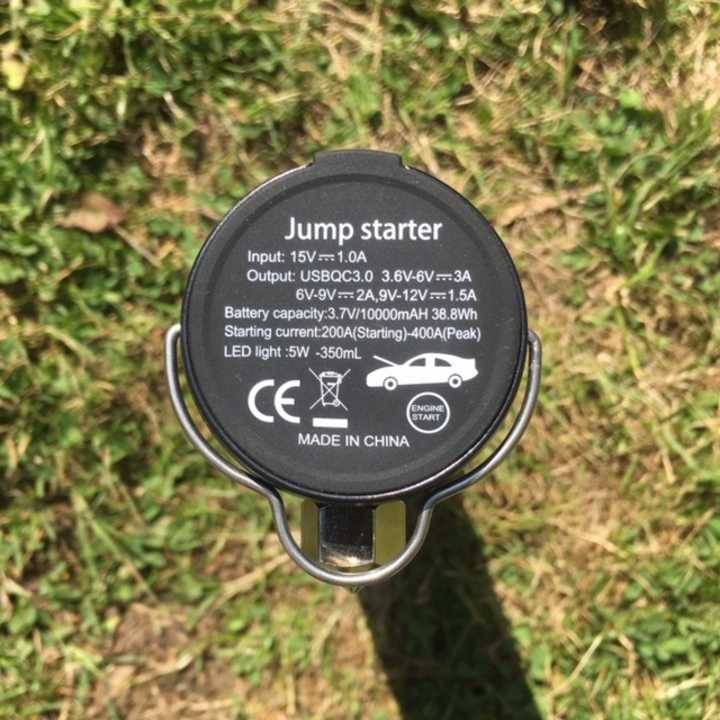 Jump starter
Input: 15V⎓1.0A
Output: USBQC3.0 3.6V-6V⎓3A
6V-9V⎓2A,9V-12V⎓1.5A
Battery capacity:3.7V/10000mAH 38.8Wh
Starting current:200A(Starting)-400A(Peak)
LED light :5W -350mL
CE
ENGINE
START
MADE IN CHINA